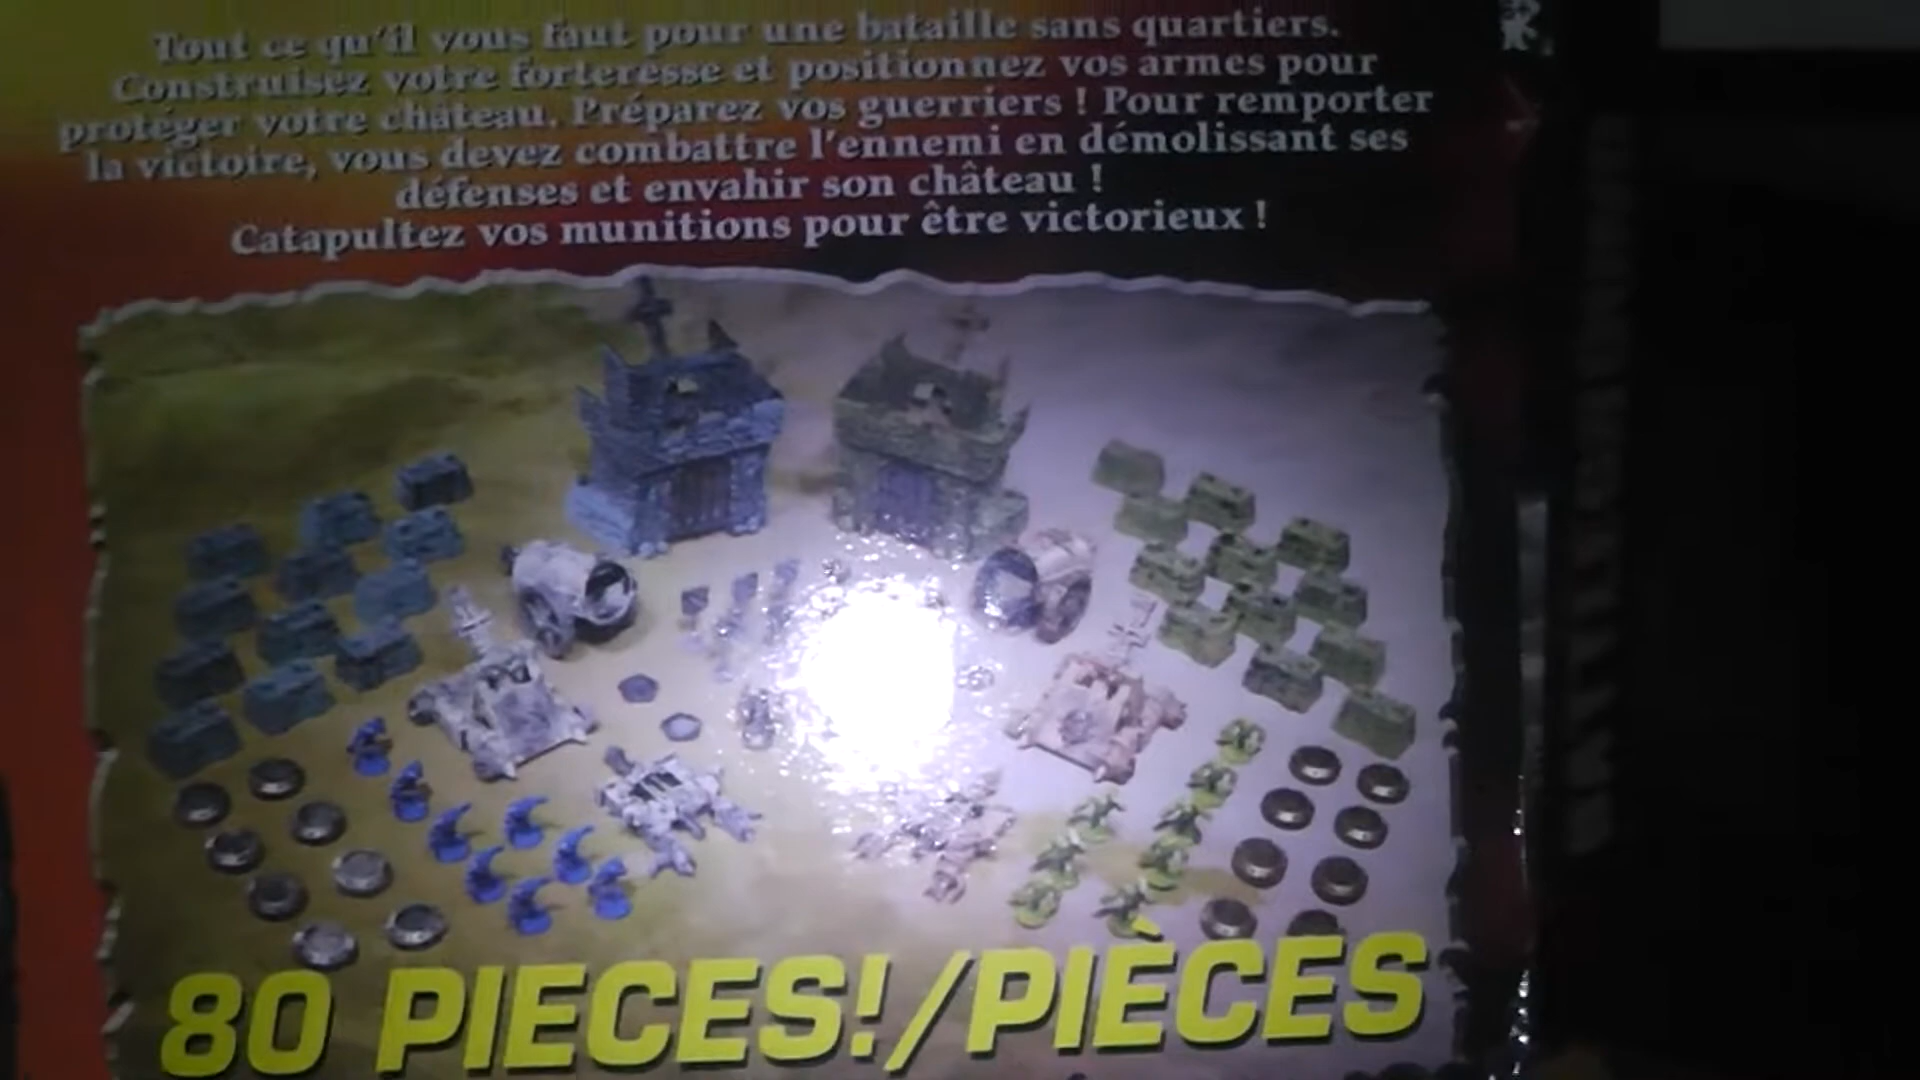 Tout ce qu'il vous faut pour une bataille sans quartiers.
Construisez votre forteresse et positionnez vos armes pour
protéger votre château. Préparez vos guerriers ! Pour remporter
la victoire, vous devez combattre l'ennemi en démolissant ses
défenses et envahir son château !
Catapultez vos munitions pour être victorieux !
80 PIECES!/PIÈCES